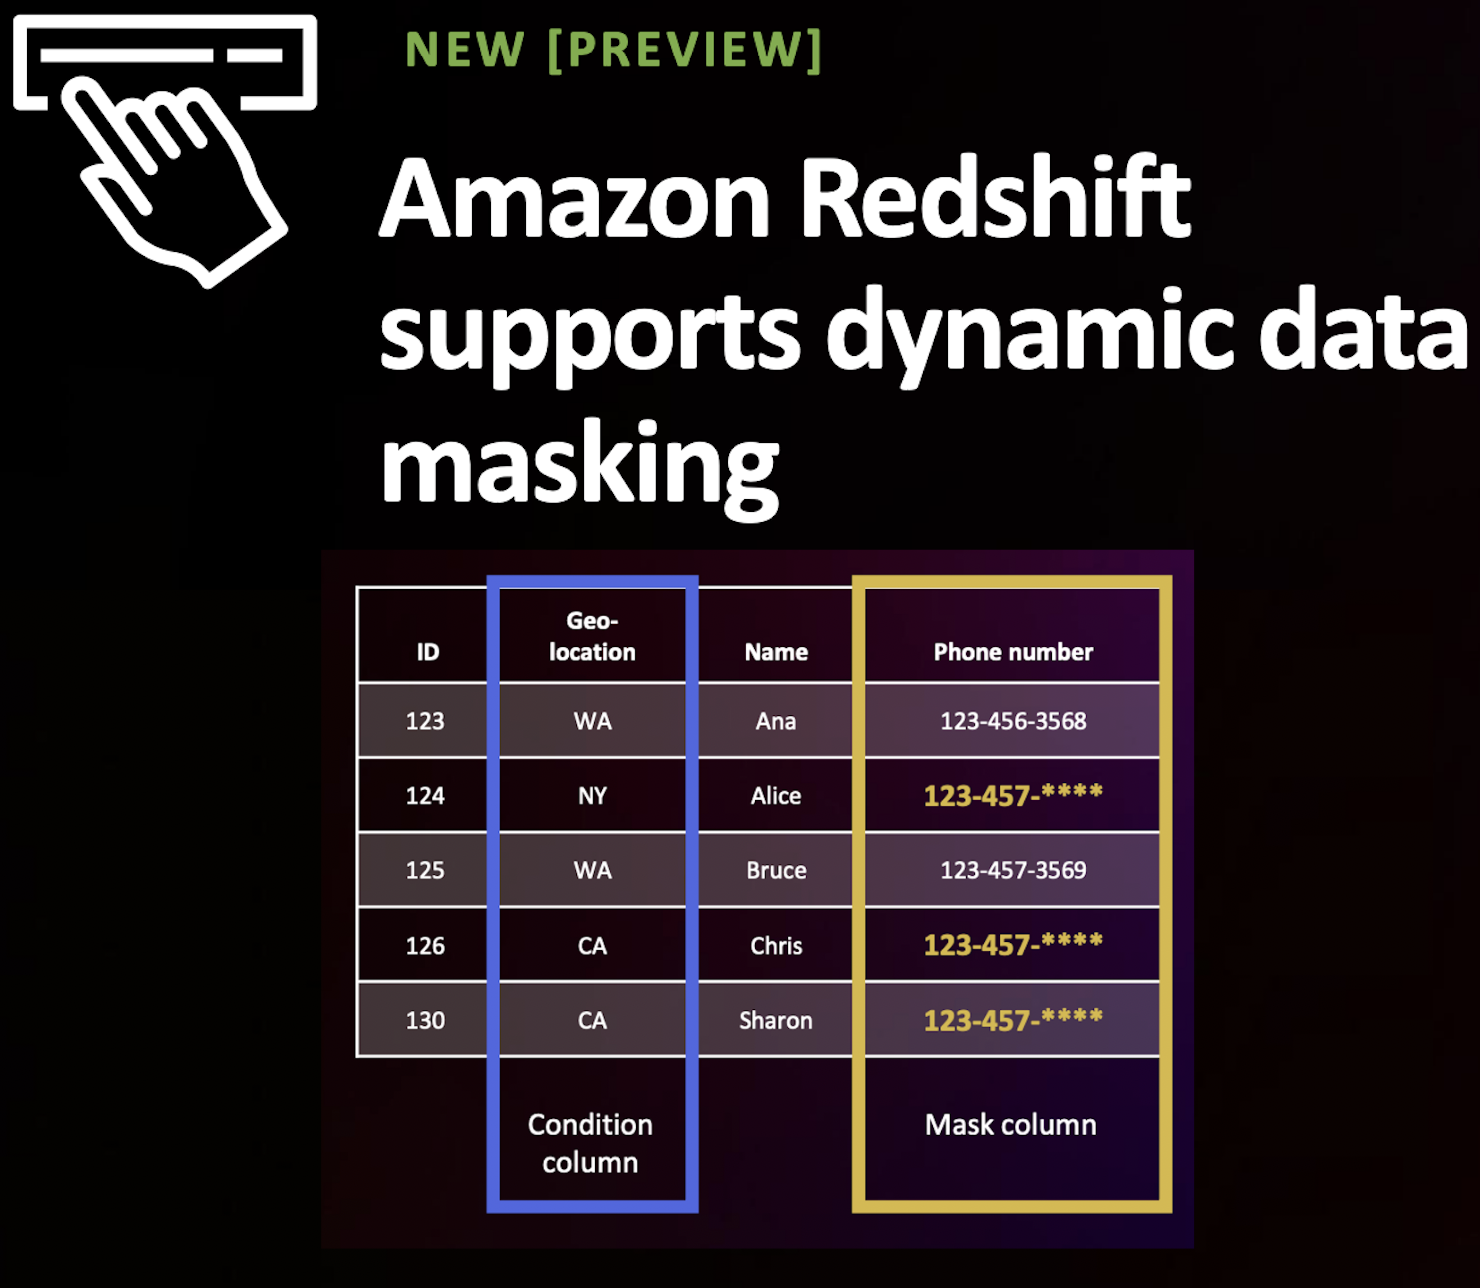 NEW [PREVIEW]
Amazon Redshift
supports dynamic data
masking
ID Geo-location Name Phone number
123 WA Ana 123-456-3568
124 NY Alice 123-457-****
125 WA Bruce 123-457-3569
126 CA Chris 123-457-****
130 CA Sharon 123-457-****
Condition
column
Mask column